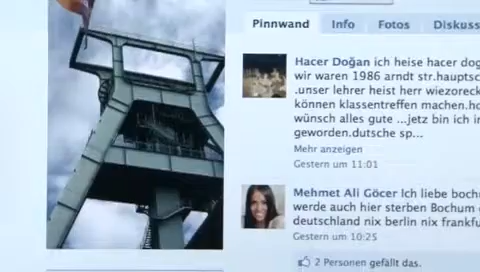 Pinnwand Info Fotos Diskuss
Hacer Doğan ich heise hacer dog
wir waren 1986 arndt str.hauptsc
.unser lehrer heist herr wiezoreck
können klassentreffen machen.ho
wünsch alles gute ...jetz bin ich in
geworden.dutsche sp...
Mehr anzeigen
Gestern um 11:01
Mehmet Ali Göcer Ich liebe bochu
werde auch hier sterben Bochum
deutschland nix berlin nix frankfu
Gestern um 10:25
2 Personen gefällt das.